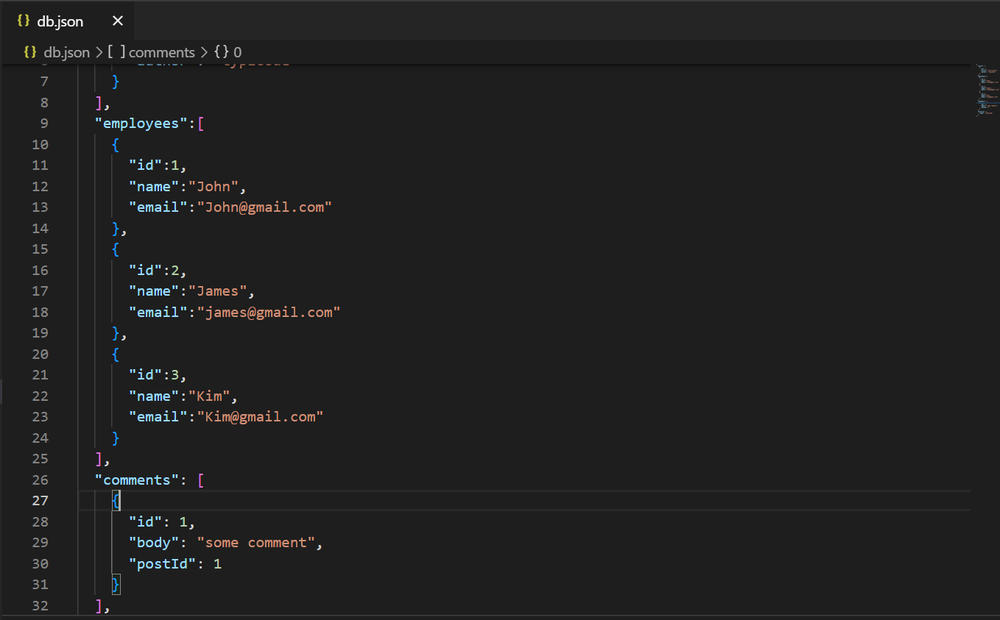 {} db.json ×
{} db.json > [ ] comments > {} 0
7 }
8 ],
9 "employees":[
10 {
11 "id":1,
12 "name":"John",
13 "email":"John@gmail.com"
14 },
15 {
16 "id":2,
17 "name":"James",
18 "email":"james@gmail.com"
19 },
20 {
21 "id":3,
22 "name":"Kim",
23 "email":"Kim@gmail.com"
24 }
25 ],
26 "comments": [
27 {
28 "id": 1,
29 "body": "some comment",
30 "postId": 1
31 }
32 ],